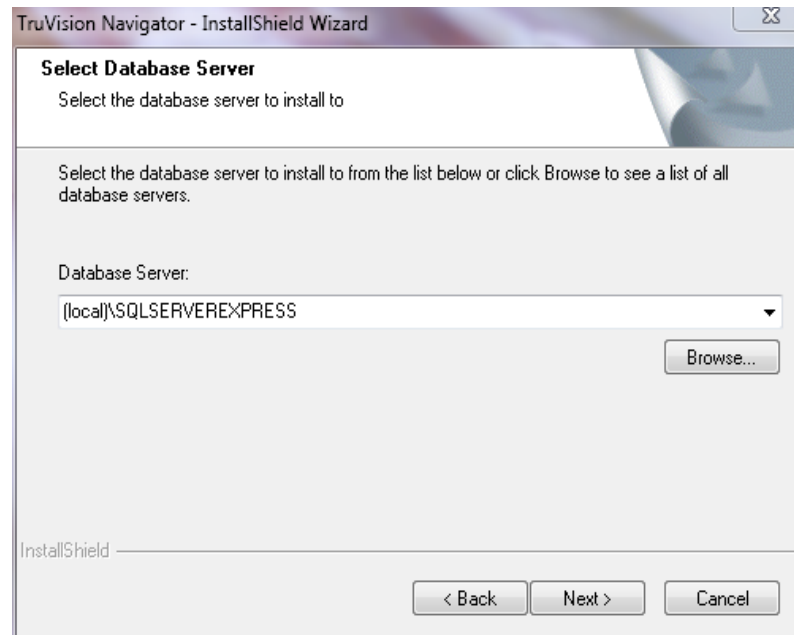 TruVision Navigator - InstallShield Wizard
Select Database Server
Select the database server to install to
Select the database server to install to from the list below or click Browse to see a list of all
database servers.
Database Server:
(local)\SQLSERVEREXPRESS
Browse...
InstallShield
< Back
Next >
Cancel